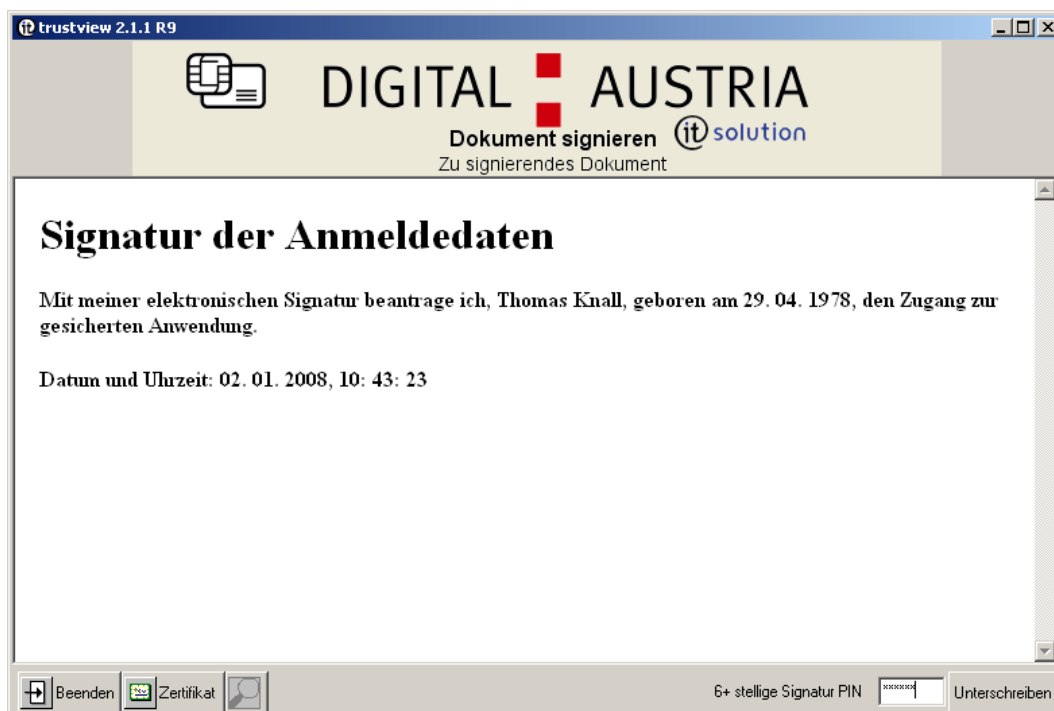 trustview 2.1.1 R9
DIGITAL AUSTRIA
Dokument signieren
it solution
Zu signierendes Dokument
Signatur der Anmeldedaten
Mit meiner elektronischen Signatur beantrage ich, Thomas Knall, geboren am 29. 04. 1978, den Zugang zur
gesicherten Anwendung.
Datum und Uhrzeit: 02. 01. 2008, 10: 43: 23
Beenden Zertifikat 6+ stellige Signatur PIN xxxxxx Unterschreiben